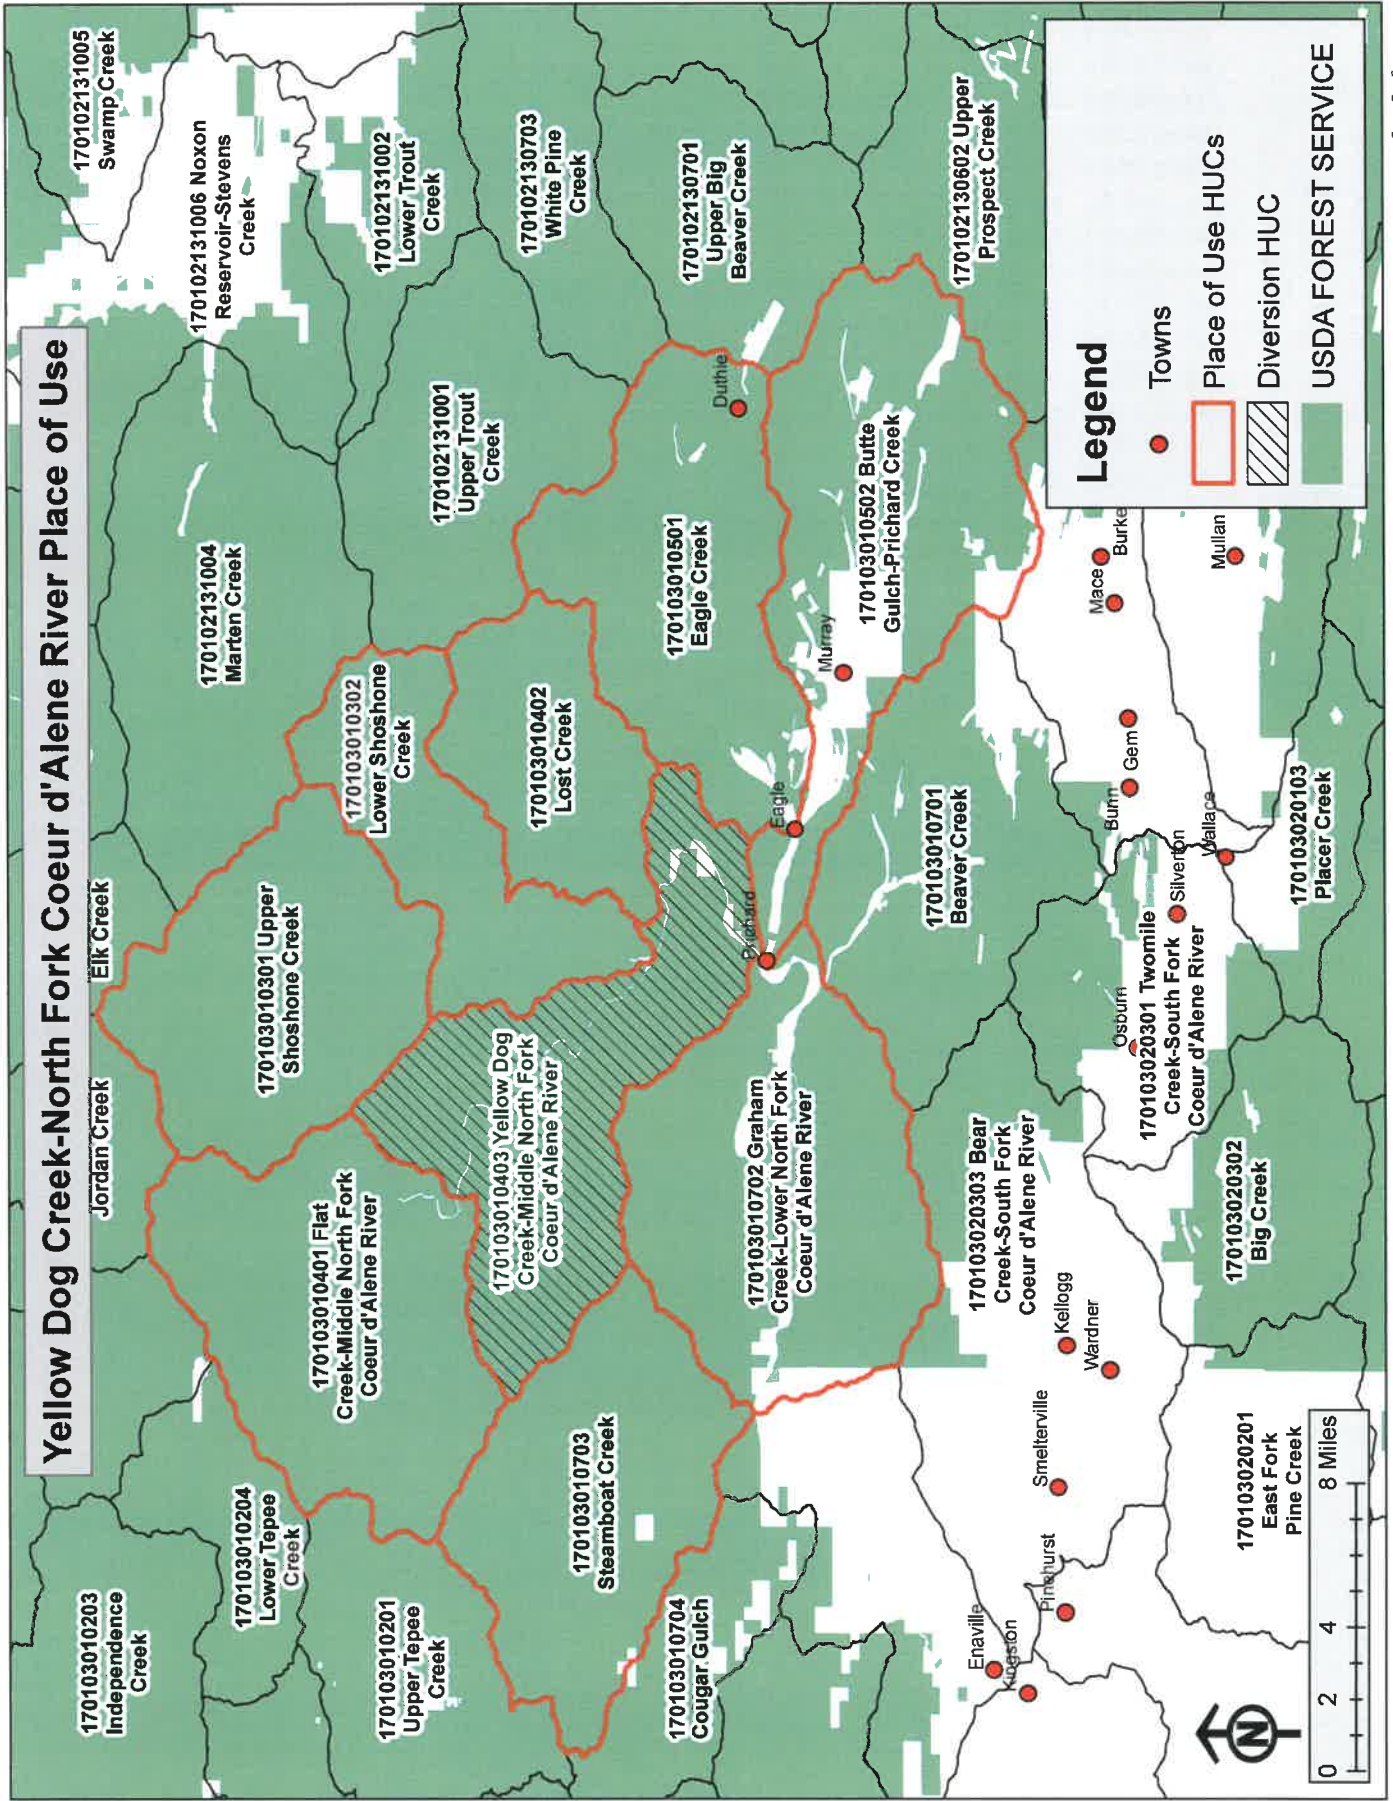 Yellow Dog Creek-North Fork Coeur d'Alene River Place of Use
170103010203
Independence
Creek
170103010204
Lower Tepee
Creek
170103010201
Upper Tepee
Creek
Jordan Creek
Elk Creek
170102131005
Swamp Creek
170102131006 Noxon
Reservoir-Stevens
Creek
170102131004
Marten Creek
170102131002
Lower Trout
Creek
170102131001
Upper Trout
Creek
170102130703
White Pine
Creek
170102130701
Upper Big
Beaver Creek
170102130602 Upper
Prospect Creek
170103010301 Upper
Shoshone Creek
170103010302
Lower Shoshone
Creek
170103010401 Flat
Creek-Middle North Fork
Coeur d'Alene River
170103010402
Lost Creek
170103010403 Yellow Dog
Creek-Middle North Fork
Coeur d'Alene River
170103010501
Eagle Creek
170103010502 Butte
Gulch-Prichard Creek
170103010703
Steamboat Creek
170103010704
Cougar Gulch
170103010702 Graham
Creek-Lower North Fork
Coeur d'Alene River
170103010701
Beaver Creek
170103020303 Bear
Creek-South Fork
Coeur d'Alene River
170103020301 Twomile
Creek-South Fork
Coeur d'Alene River
170103020302
Big Creek
170103020103
Placer Creek
170103020201
East Fork
Pine Creek
Duthie
Murray
Eagle
Prichard
Enaville
Kingston
Pinehurst
Smelterville
Kellogg
Wardner
Osburn
Silverton
Wallace
Bunn
Gem
Mace
Burke
Mullan
Legend
Towns
Place of Use HUCs
Diversion HUC
USDA FOREST SERVICE
N
0 2 4 8 Miles